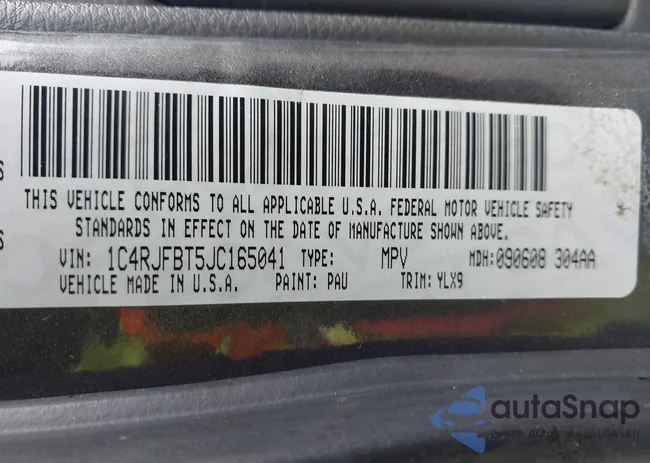 THIS VEHICLE CONFORMS TO ALL APPLICABLE U.S.A. FEDERAL MOTOR VEHICLE SAFETY
STANDARDS IN EFFECT ON THE DATE OF MANUFACTURE SHOWN ABOVE.
VIN: 1C4RJFBT5JC165041 TYPE: MPV MDH: 090608 304AA
VEHICLE MADE IN U.S.A. PAINT: PAU TRIM: YLX9
autaSnap